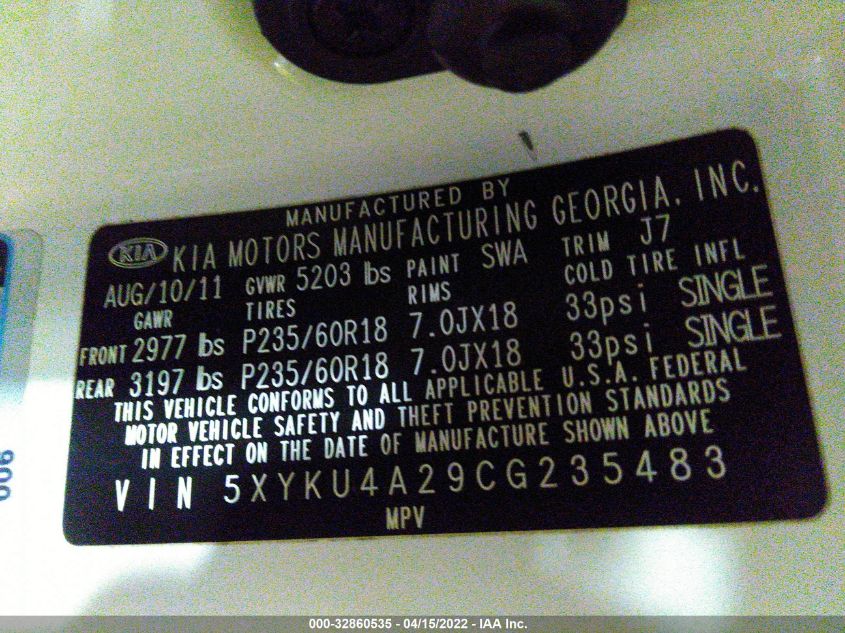 MANUFACTURED BY
KIA KIA MOTORS MANUFACTURING GEORGIA, INC.
AUG/10/11 GVWR 5203 lbs PAINT SWA TRIM J7
GAWR TIRES RIMS COLD TIRE INFL
FRONT 2977 lbs P235/60R18 7.0JX18 33psi SINGLE
REAR 3197 lbs P235/60R18 7.0JX18 33psi SINGLE
THIS VEHICLE CONFORMS TO ALL APPLICABLE U.S.A. FEDERAL
MOTOR VEHICLE SAFETY AND THEFT PREVENTION STANDARDS
IN EFFECT ON THE DATE OF MANUFACTURE SHOWN ABOVE
VIN 5XYKU4A29CG235483
MPV
000-32860535 - 04/15/2022 - IAA Inc.